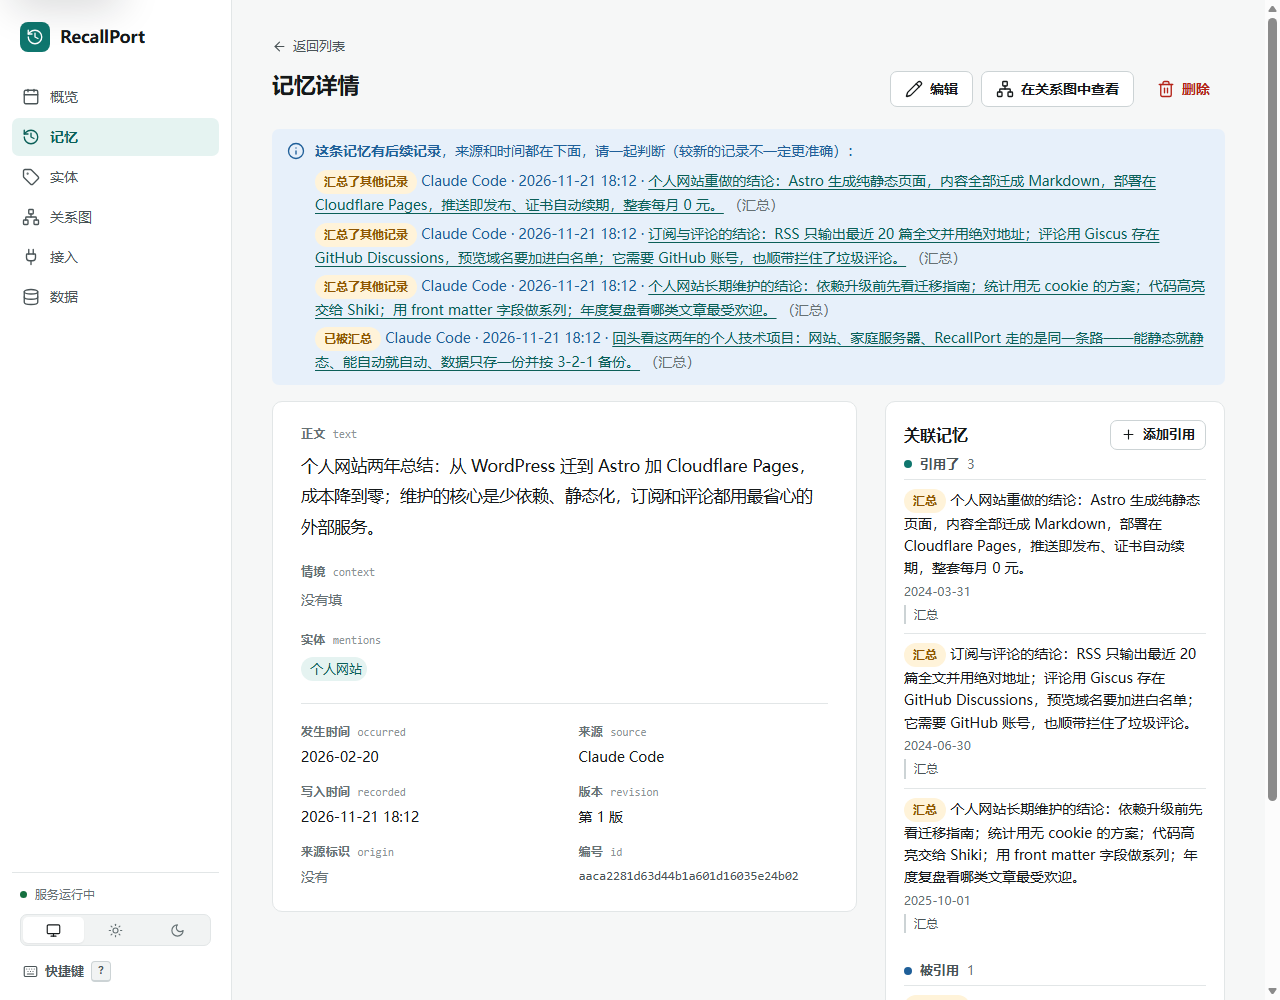 RecallPort
概览
记忆
实体
关系图
接入
数据
服务运行中
快捷键 ?
返回列表
记忆详情
编辑
在关系图中查看
删除
这条记忆有后续记录，来源和时间都在下面，请一起判断（较新的记录不一定更准确）：
汇总了其他记录 Claude Code · 2026-11-21 18:12 · 个人网站重做的结论：Astro 生成纯静态页面，内容全部迁成 Markdown，部署在
Cloudflare Pages，推送即发布、证书自动续期，整套每月 0 元。 （汇总）
汇总了其他记录 Claude Code · 2026-11-21 18:12 · 订阅与评论的结论：RSS 只输出最近 20 篇全文并用绝对地址；评论用 Giscus 存在
GitHub Discussions，预览域名要加进白名单；它需要 GitHub 账号，也顺带拦住了垃圾评论。 （汇总）
汇总了其他记录 Claude Code · 2026-11-21 18:12 · 个人网站长期维护的结论：依赖升级前先看迁移指南；统计用无 cookie 的方案；代码高亮
交给 Shiki；用 front matter 字段做系列；年度复盘看哪类文章最受欢迎。 （汇总）
已被汇总 Claude Code · 2026-11-21 18:12 · 回头看这两年的个人技术项目：网站、家庭服务器、RecallPort 走的是同一条路——能静态就静
态、能自动就自动、数据只存一份并按 3-2-1 备份。 （汇总）
正文 text
个人网站两年总结：从 WordPress 迁到 Astro 加 Cloudflare Pages，
成本降到零；维护的核心是少依赖、静态化，订阅和评论都用最省心的
外部服务。
情境 context
没有填
实体 mentions
个人网站
发生时间 occurred
2026-02-20
来源 source
Claude Code
写入时间 recorded
2026-11-21 18:12
版本 revision
第 1 版
来源标识 origin
没有
编号 id
aaca2281d63d44b1a601d16035e24b02
关联记忆
添加引用
引用了 3
汇总 个人网站重做的结论：Astro 生成纯静态
页面，内容全部迁成 Markdown，部署在
Cloudflare Pages，推送即发布、证书自动续
期，整套每月 0 元。
2024-03-31
汇总
汇总 订阅与评论的结论：RSS 只输出最近 20
篇全文并用绝对地址；评论用 Giscus 存在
GitHub Discussions，预览域名要加进白名单；
它需要 GitHub 账号，也顺带拦住了垃圾评论。
2024-06-30
汇总
汇总 个人网站长期维护的结论：依赖升级前先
看迁移指南；统计用无 cookie 的方案；代码高
亮交给 Shiki；用 front matter 字段做系列；年
度复盘看哪类文章最受欢迎。
2025-10-01
汇总
被引用 1